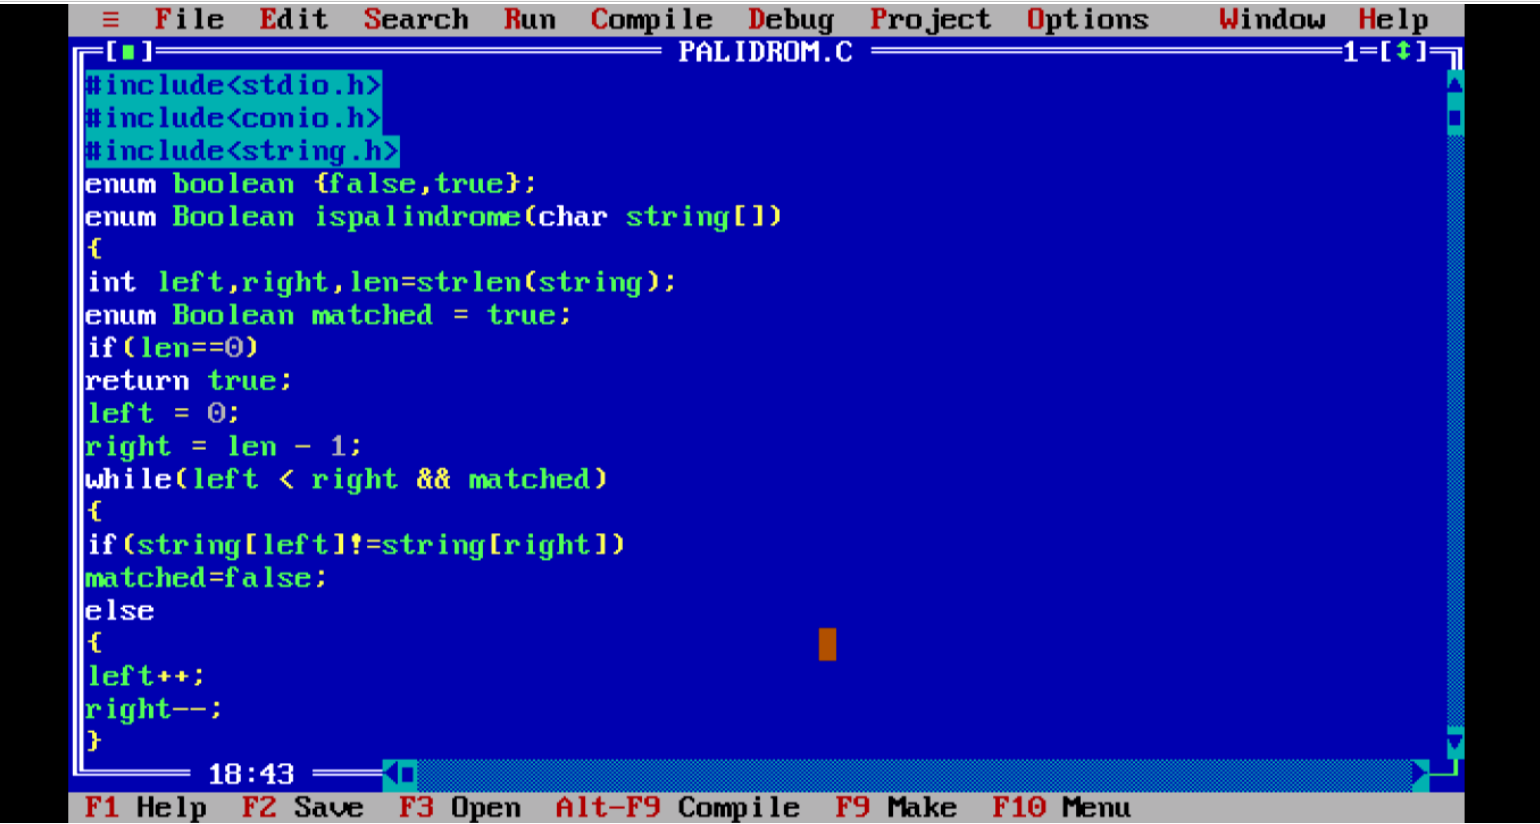 ≡ File Edit Search Run Compile Debug Project Options Window Help
[■] PALIDROM.C 1=[↕]
#include<stdio.h>
#include<conio.h>
#include<string.h>
enum boolean {false,true};
enum Boolean ispalindrome(char string[])
{
int left,right,len=strlen(string);
enum Boolean matched = true;
if(len==0)
return true;
left = 0;
right = len - 1;
while(left < right && matched)
{
if(string[left]!=string[right])
matched=false;
else
{
left++;
right--;
}
18:43
F1 Help F2 Save F3 Open Alt-F9 Compile F9 Make F10 Menu